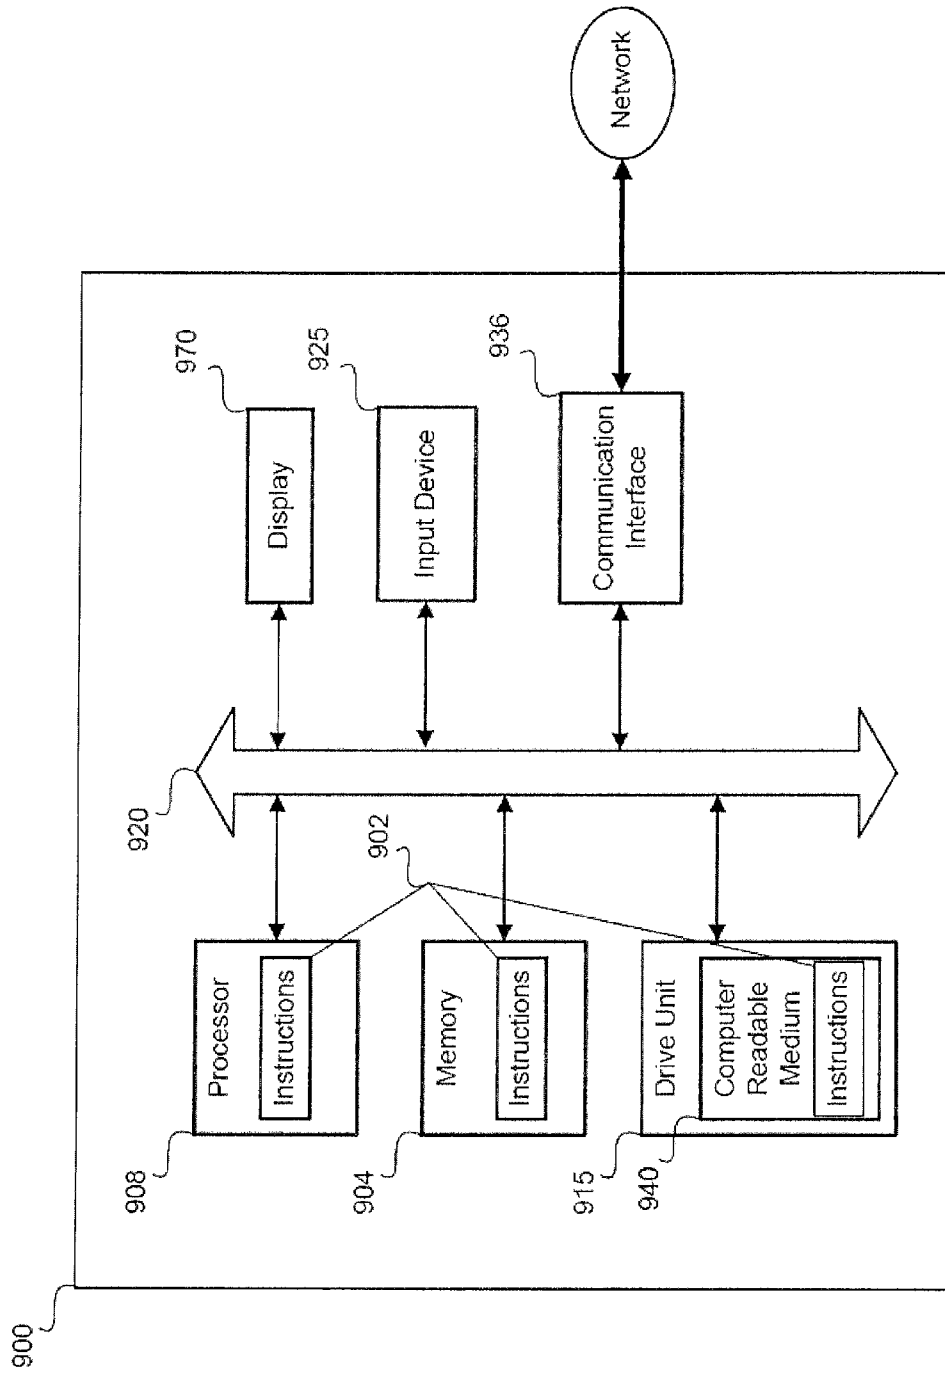 900
908
Processor
Instructions
904
Memory
Instructions
915
940
Drive Unit
Computer
Readable
Medium
Instructions
902
920
970
Display
925
Input Device
936
Communication
Interface
Network